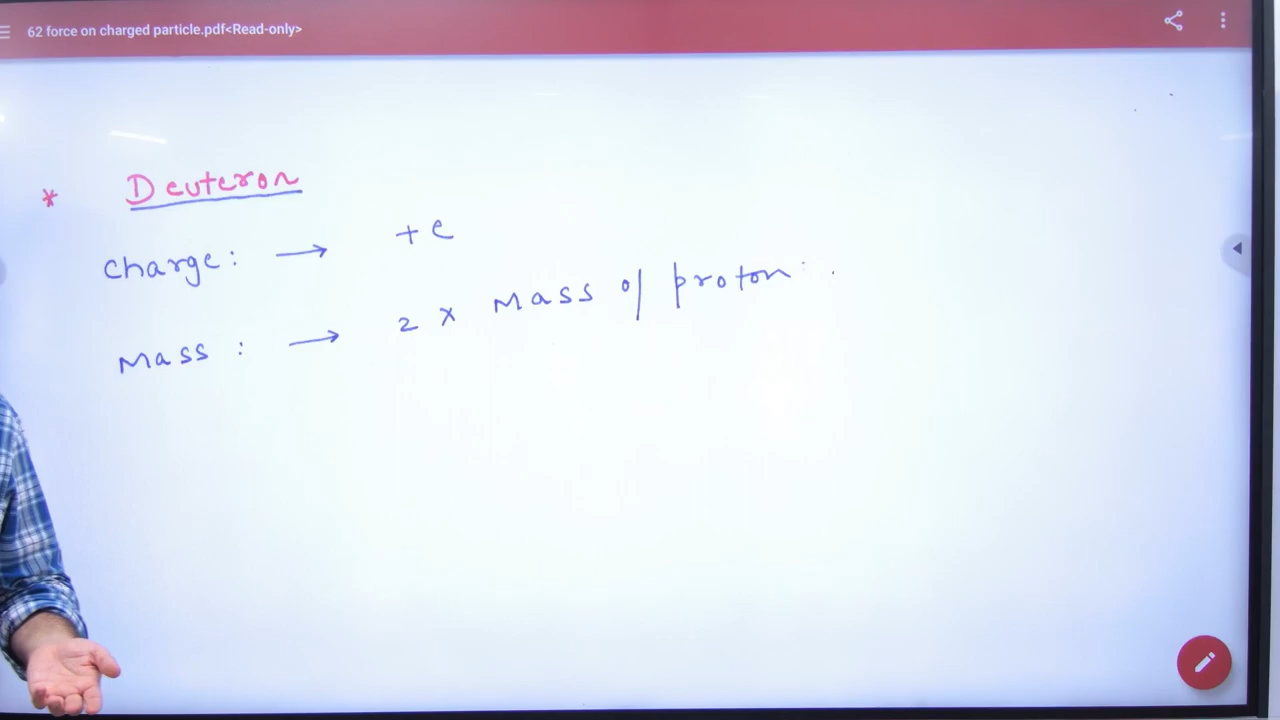 62 force on charged particle.pdf<Read-only>
* Deuteron
Charge: → +e
Mass: → 2 × Mass of proton.